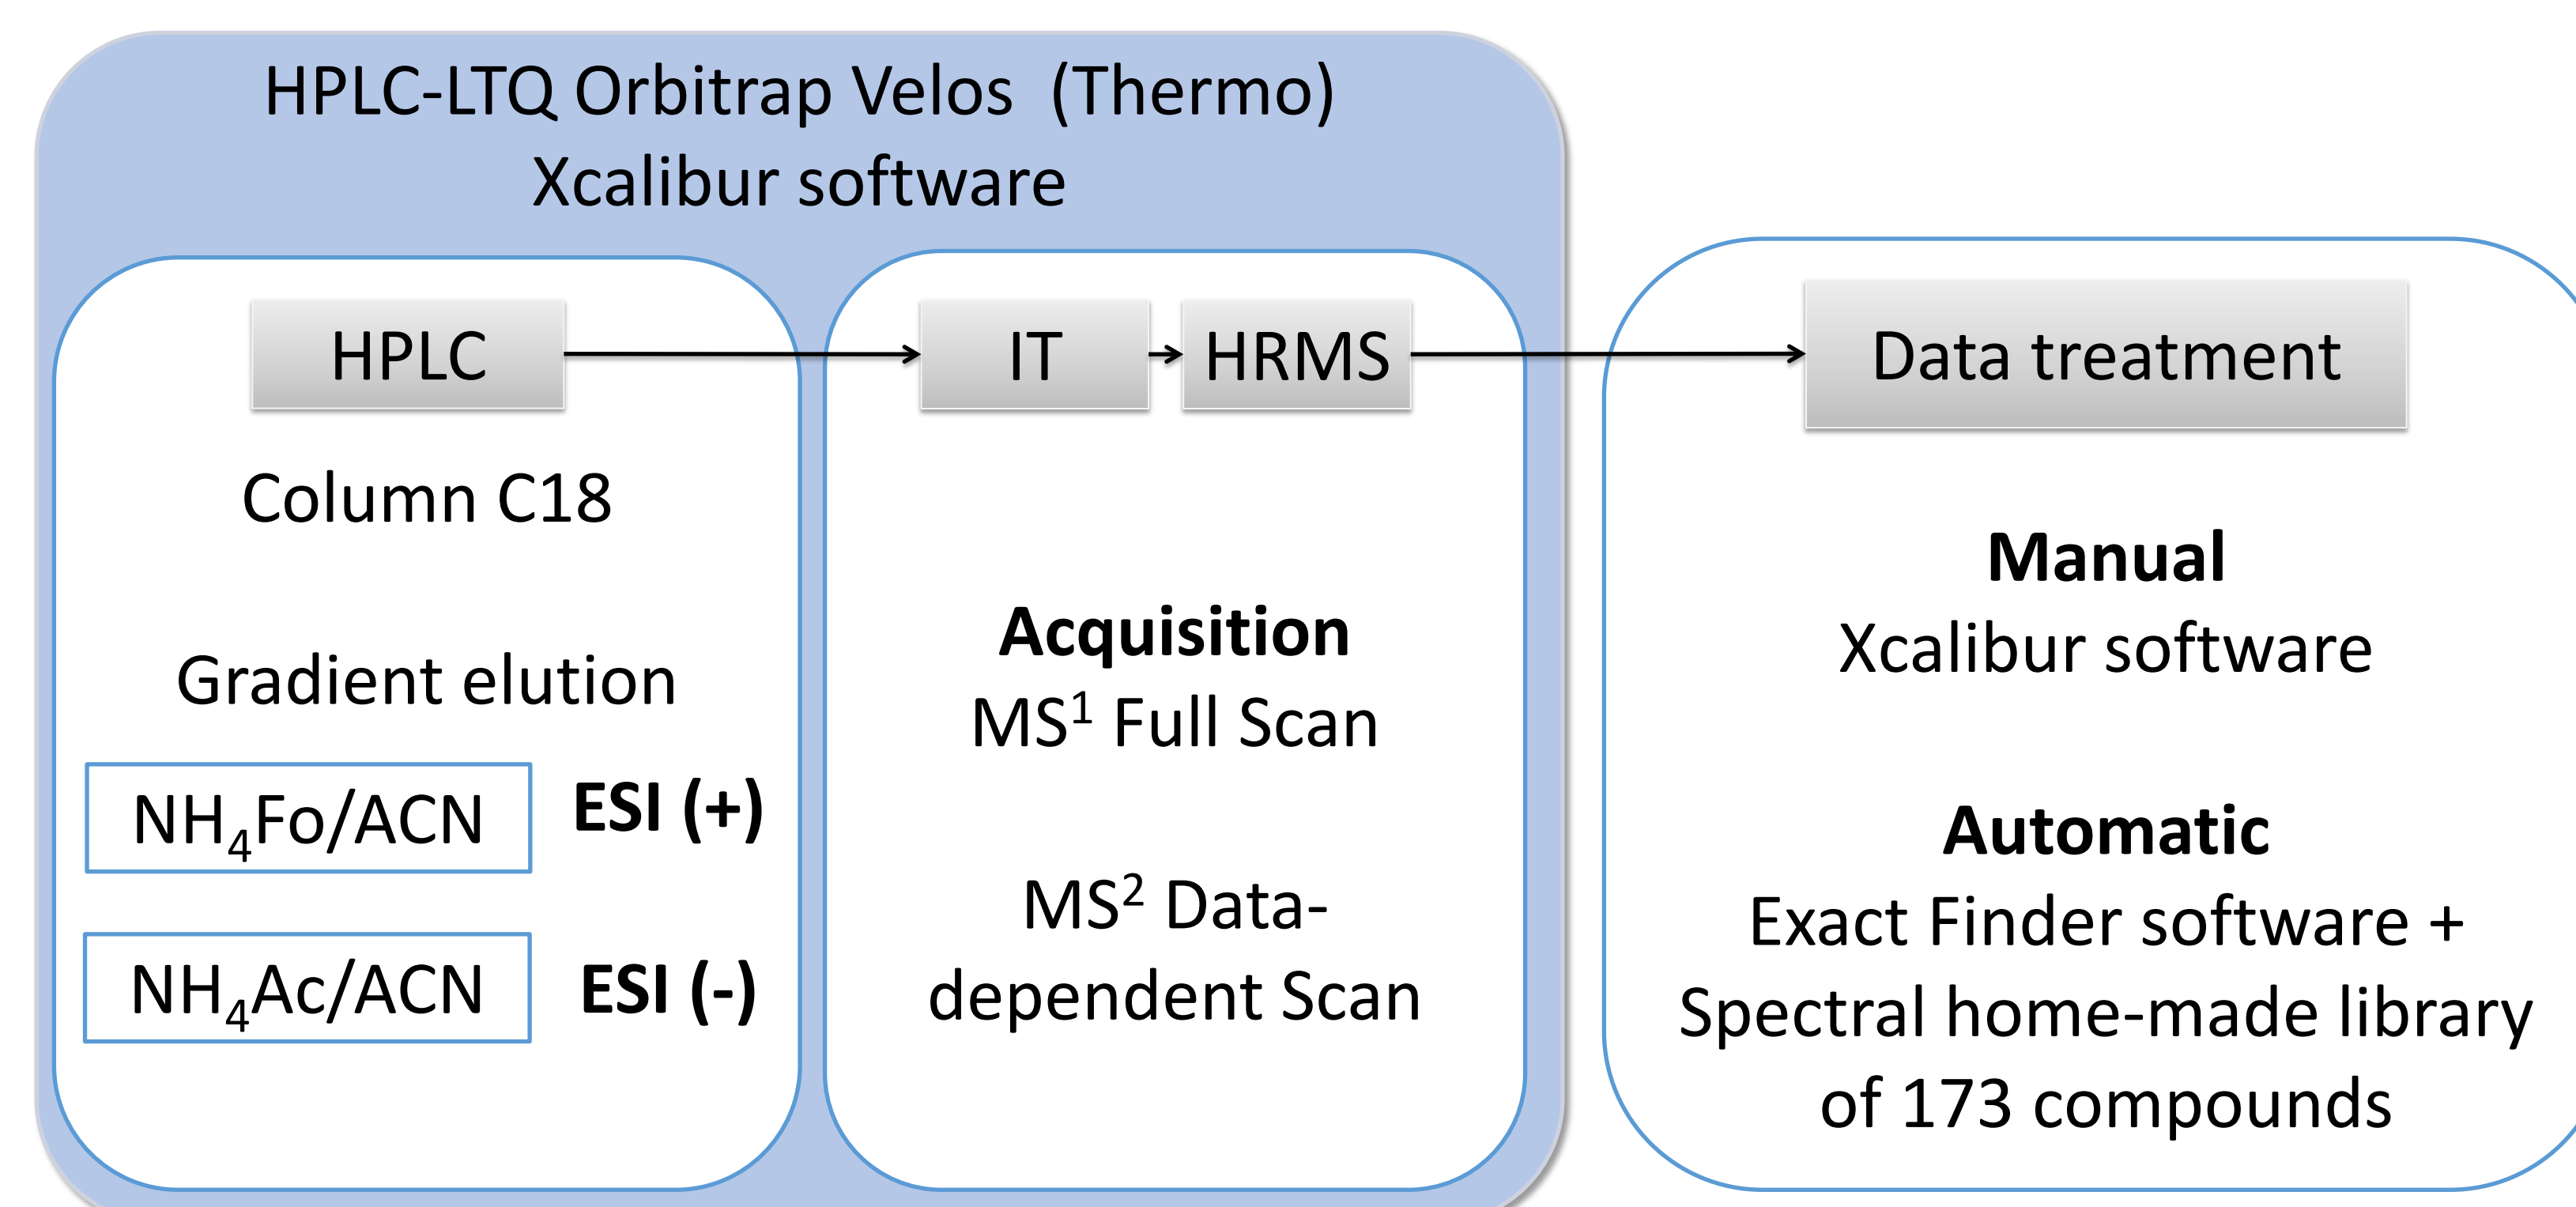 HPLC-LTQ Orbitrap Velos (Thermo)
Xcalibur software
HPLC
Column C18
Gradient elution
NH₄Fo/ACN
ESI (+)
NH₄Ac/ACN
ESI (-)
IT
HRMS
Acquisition
MS¹ Full Scan
MS² Data-
dependent Scan
Data treatment
Manual
Xcalibur software
Automatic
Exact Finder software +
Spectral home-made library
of 173 compounds